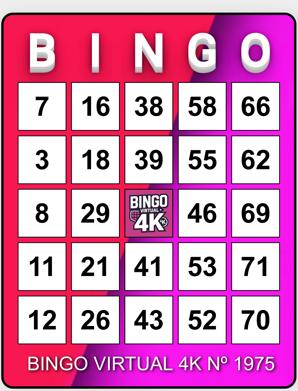 B I N G O
7 16 38 58 66
3 18 39 55 62
8 29 BINGO VIRTUAL 4K 46 69
11 21 41 53 71
12 26 43 52 70
BINGO VIRTUAL 4K Nº 1975